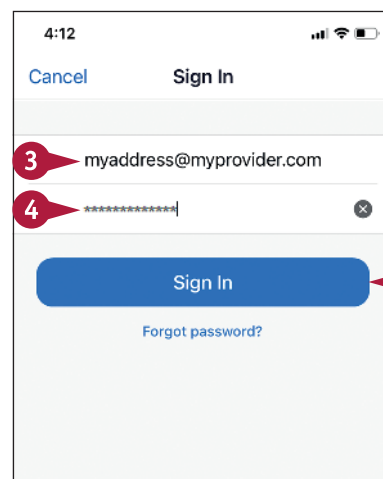 4:12
Cancel Sign In
3 myaddress@myprovider.com
4 *************
Sign In
Forgot password?